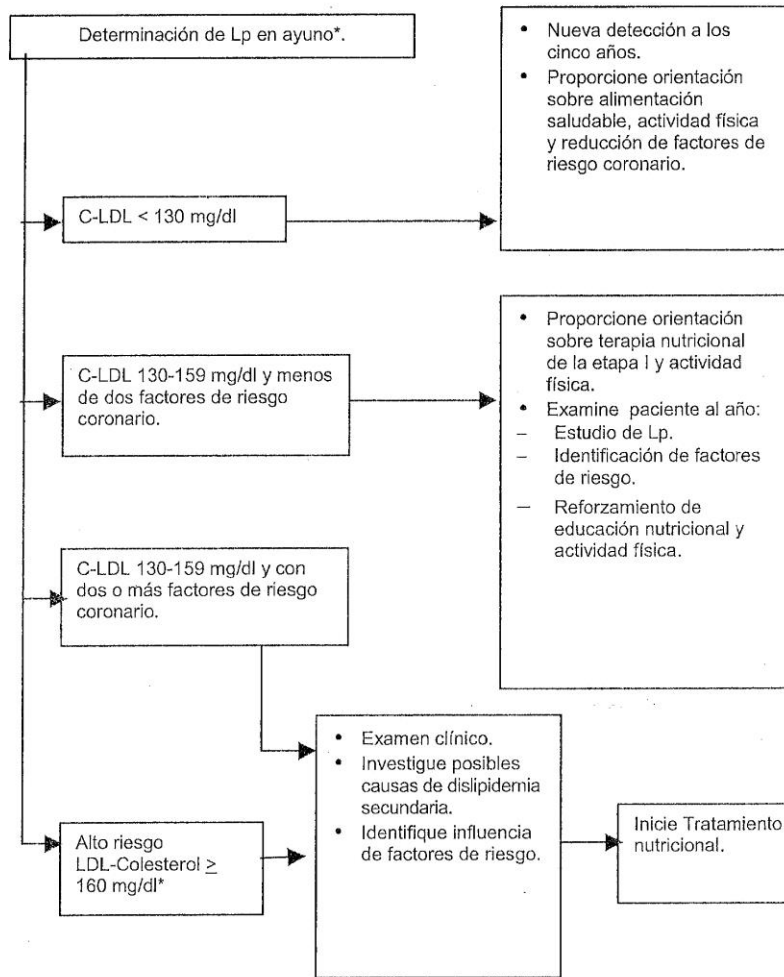 Determinación de Lp en ayuno*.
• Nueva detección a los
cinco años.
• Proporcione orientación
sobre alimentación
saludable, actividad física
y reducción de factores de
riesgo coronario.
C-LDL < 130 mg/dl
C-LDL 130-159 mg/dl y menos
de dos factores de riesgo
coronario.
• Proporcione orientación
sobre terapia nutricional
de la etapa I y actividad
física.
• Examine paciente al año:
– Estudio de Lp.
– Identificación de factores
de riesgo.
– Reforzamiento de
educación nutricional y
actividad física.
C-LDL 130-159 mg/dl y con
dos o más factores de riesgo
coronario.
• Examen clínico.
• Investigue posibles
causas de dislipidemia
secundaria.
• Identifique influencia
de factores de riesgo.
Alto riesgo
LDL-Colesterol ≥
160 mg/dl*
Inicie Tratamiento
nutricional.